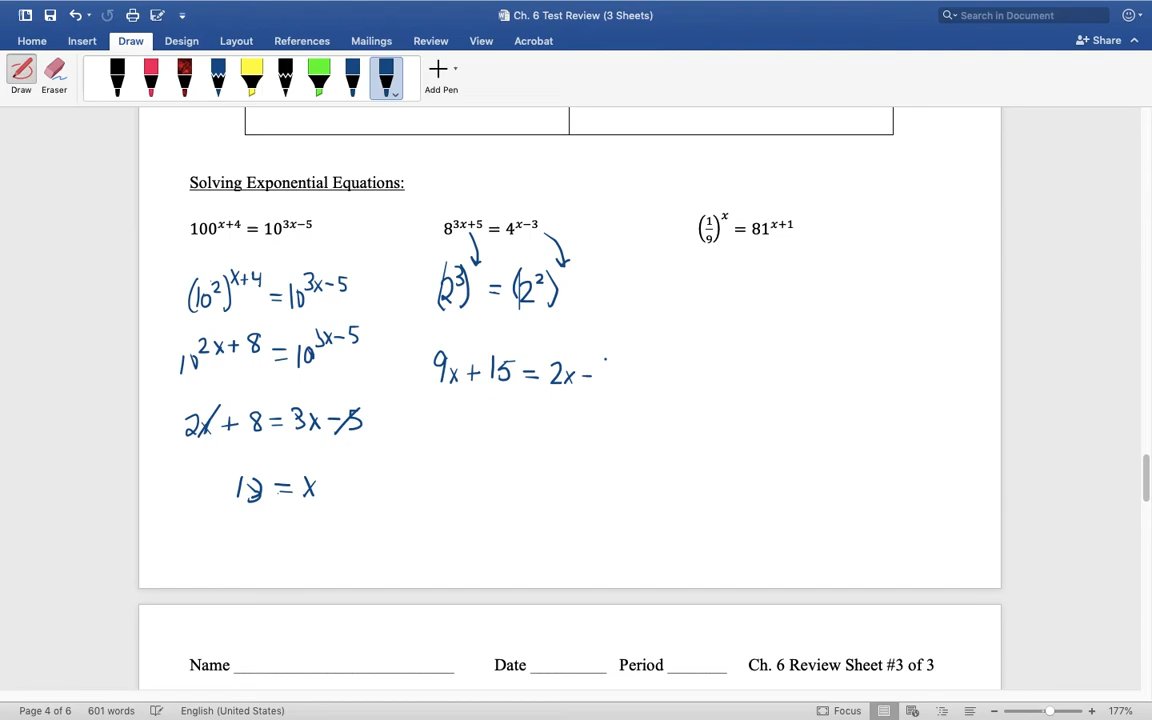 Ch. 6 Test Review (3 Sheets)
Search in Document
Home Insert Draw Design Layout References Mailings Review View Acrobat
Share
Draw Eraser Add Pen
Solving Exponential Equations:
100^{x+4} = 10^{3x−5}
8^{3x+5} = 4^{x−3}
(1/9)^x = 81^{x+1}
(10^2)^{x+4} = 10^{3x−5}
(2^3) = (2^2)
10^{2x+8} = 10^{3x−5}
9x + 15 = 2x −
2x + 8 = 3x − 5
13 = x
Name Date Period Ch. 6 Review Sheet #3 of 3
Page 4 of 6 601 words English (United States) Focus 177%